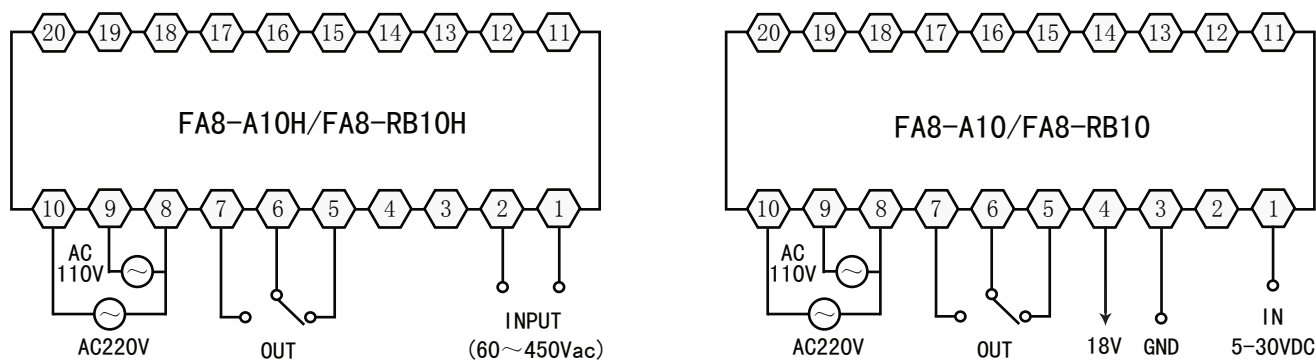 20 19 18 17 16 15 14 13 12 11
FA8-A10H/FA8-RB10H
10 9 8 7 6 5 4 3 2 1
AC
110V
AC220V
OUT
INPUT
(60～450Vac)
20 19 18 17 16 15 14 13 12 11
FA8-A10/FA8-RB10
10 9 8 7 6 5 4 3 2 1
AC
110V
AC220V
OUT
18V
GND
IN
5-30VDC